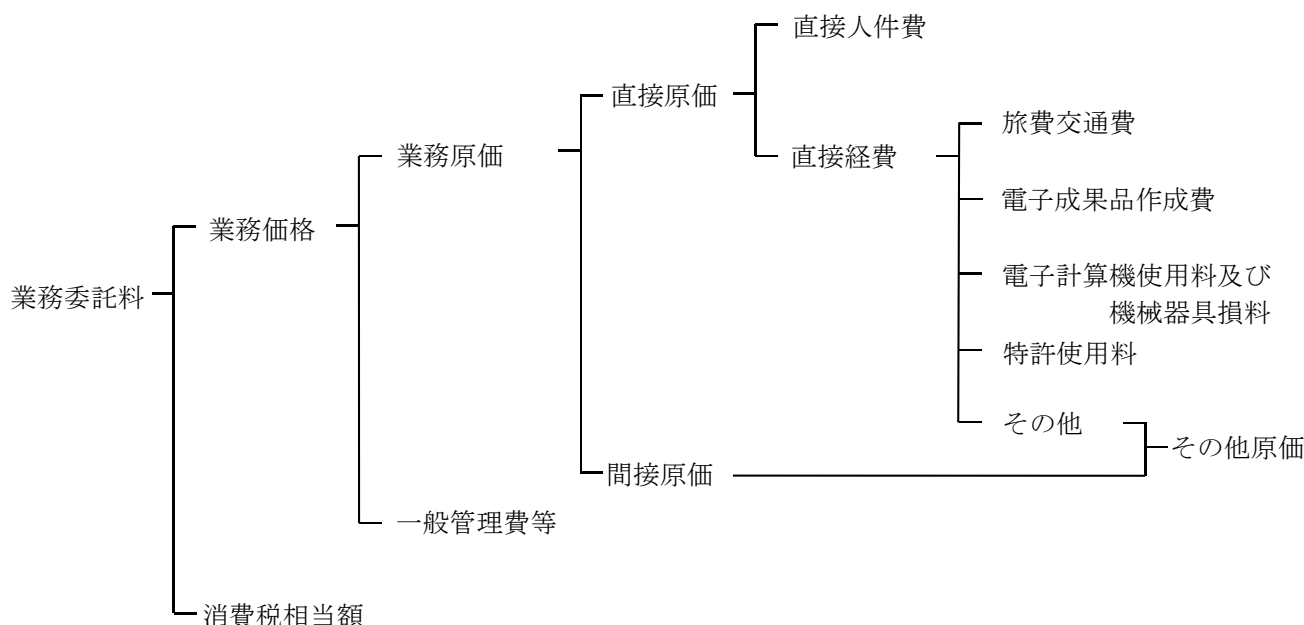 直接人件費
直接原価
旅費交通費
業務原価
直接経費
電子成果品作成費
業務価格
電子計算機使用料及び
業務委託料
機械器具損料
特許使用料
その他
その他原価
間接原価
一般管理費等
消費税相当額